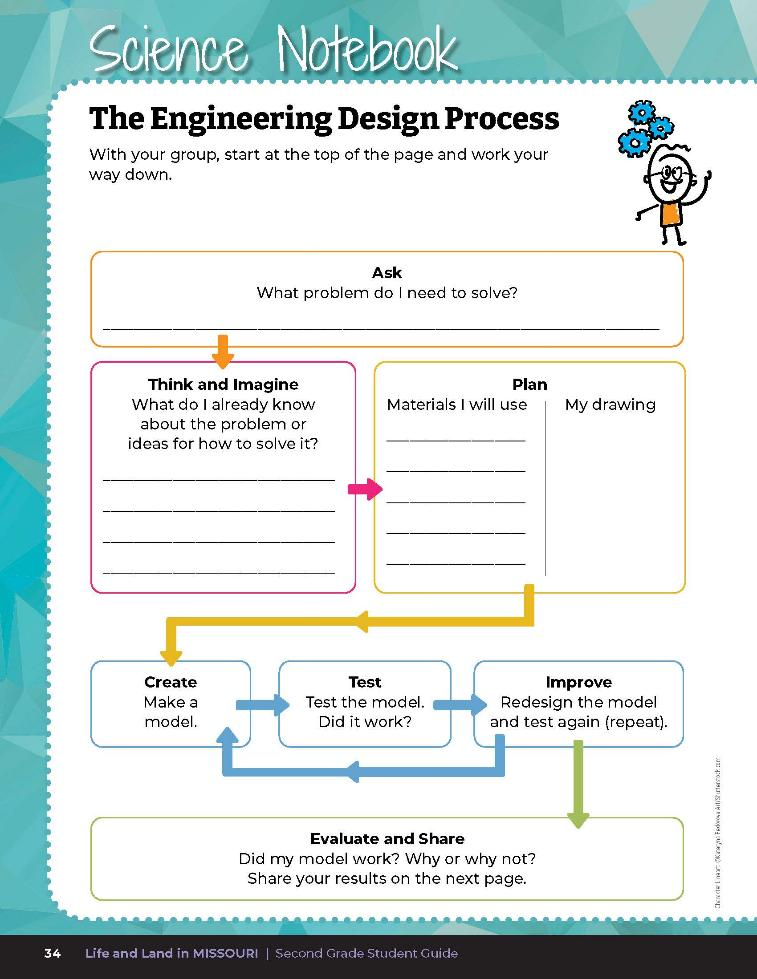 Science Notebook
The Engineering Design Process
With your group, start at the top of the page and work your
way down.
Ask
What problem do I need to solve?
Think and Imagine
What do I already know
about the problem or
ideas for how to solve it?
Plan
Materials I will use
My drawing
Create
Make a
model.
Test
Test the model.
Did it work?
Improve
Redesign the model
and test again (repeat).
Evaluate and Share
Did my model work? Why or why not?
Share your results on the next page.
34 Life and Land in MISSOURI | Second Grade Student Guide